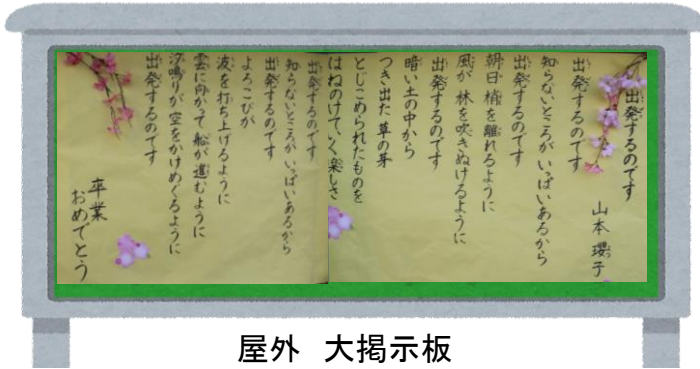 出発するのです
山本 瓔子
出発するのです
知らないところが いっぱいあるから
出発するのです
朝日が 梢を離れるように
風が 林を吹きぬけるように
出発するのです
暗い土の中から
つき出た草の芽
とじこめられたものを
はねのけていく楽しさ
出発するのです
知らないところが いっぱいあるから
出発するのです
よろこびが
波を打ち上げるように
雲に向かって 船が進むように
汐鳴りが 空をかけめぐるように
出発するのです
卒業
おめでとう
屋外 大掲示板